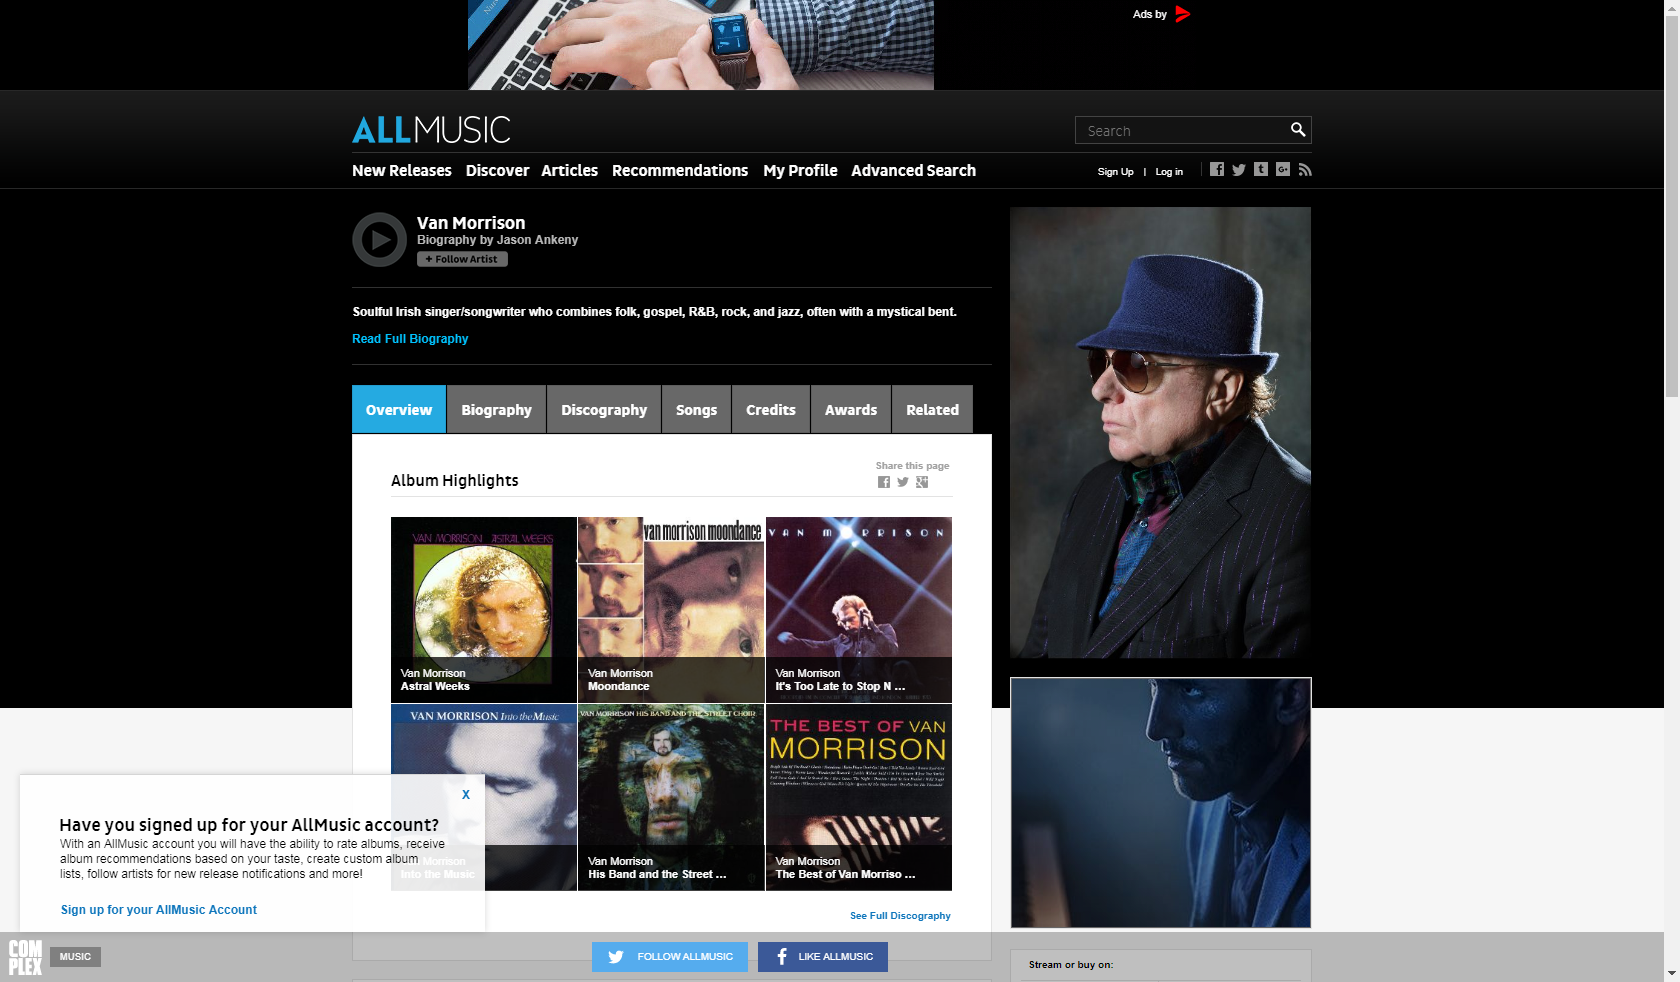 Ads by
ALLMUSIC
Search
New Releases Discover Articles Recommendations My Profile Advanced Search
Sign Up | Log in
Van Morrison
Biography by Jason Ankeny
+ Follow Artist
Soulful Irish singer/songwriter who combines folk, gospel, R&B, rock, and jazz, often with a mystical bent.
Read Full Biography
Overview Biography Discography Songs Credits Awards Related
Share this page
Album Highlights
VAN MORRISON ASTRAL WEEKS
van morrison moondance
VAN MORRISON
Van Morrison
Astral Weeks
Van Morrison
Moondance
Van Morrison
It's Too Late to Stop N ...
VAN MORRISON Into the Music
VAN MORRISON HIS BAND AND THE STREET CHOIR
THE BEST OF VAN
MORRISON
Van Morrison
Into the Music
Van Morrison
His Band and the Street ...
Van Morrison
The Best of Van Morriso ...
See Full Discography
X
Have you signed up for your AllMusic account?
With an AllMusic account you will have the ability to rate albums, receive
album recommendations based on your taste, create custom album
lists, follow artists for new release notifications and more!
Sign up for your AllMusic Account
COMPLEX
MUSIC
FOLLOW ALLMUSIC
LIKE ALLMUSIC
Stream or buy on: